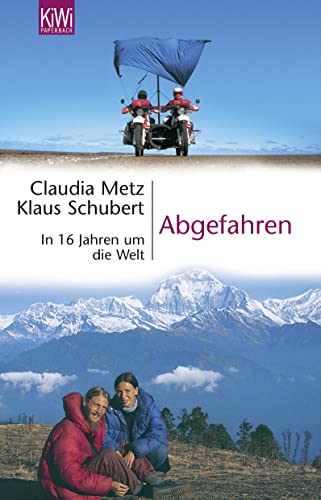 KiWi
PAPERBACK
Claudia Metz
Klaus Schubert
In 16 Jahren um
die Welt
Abgefahren